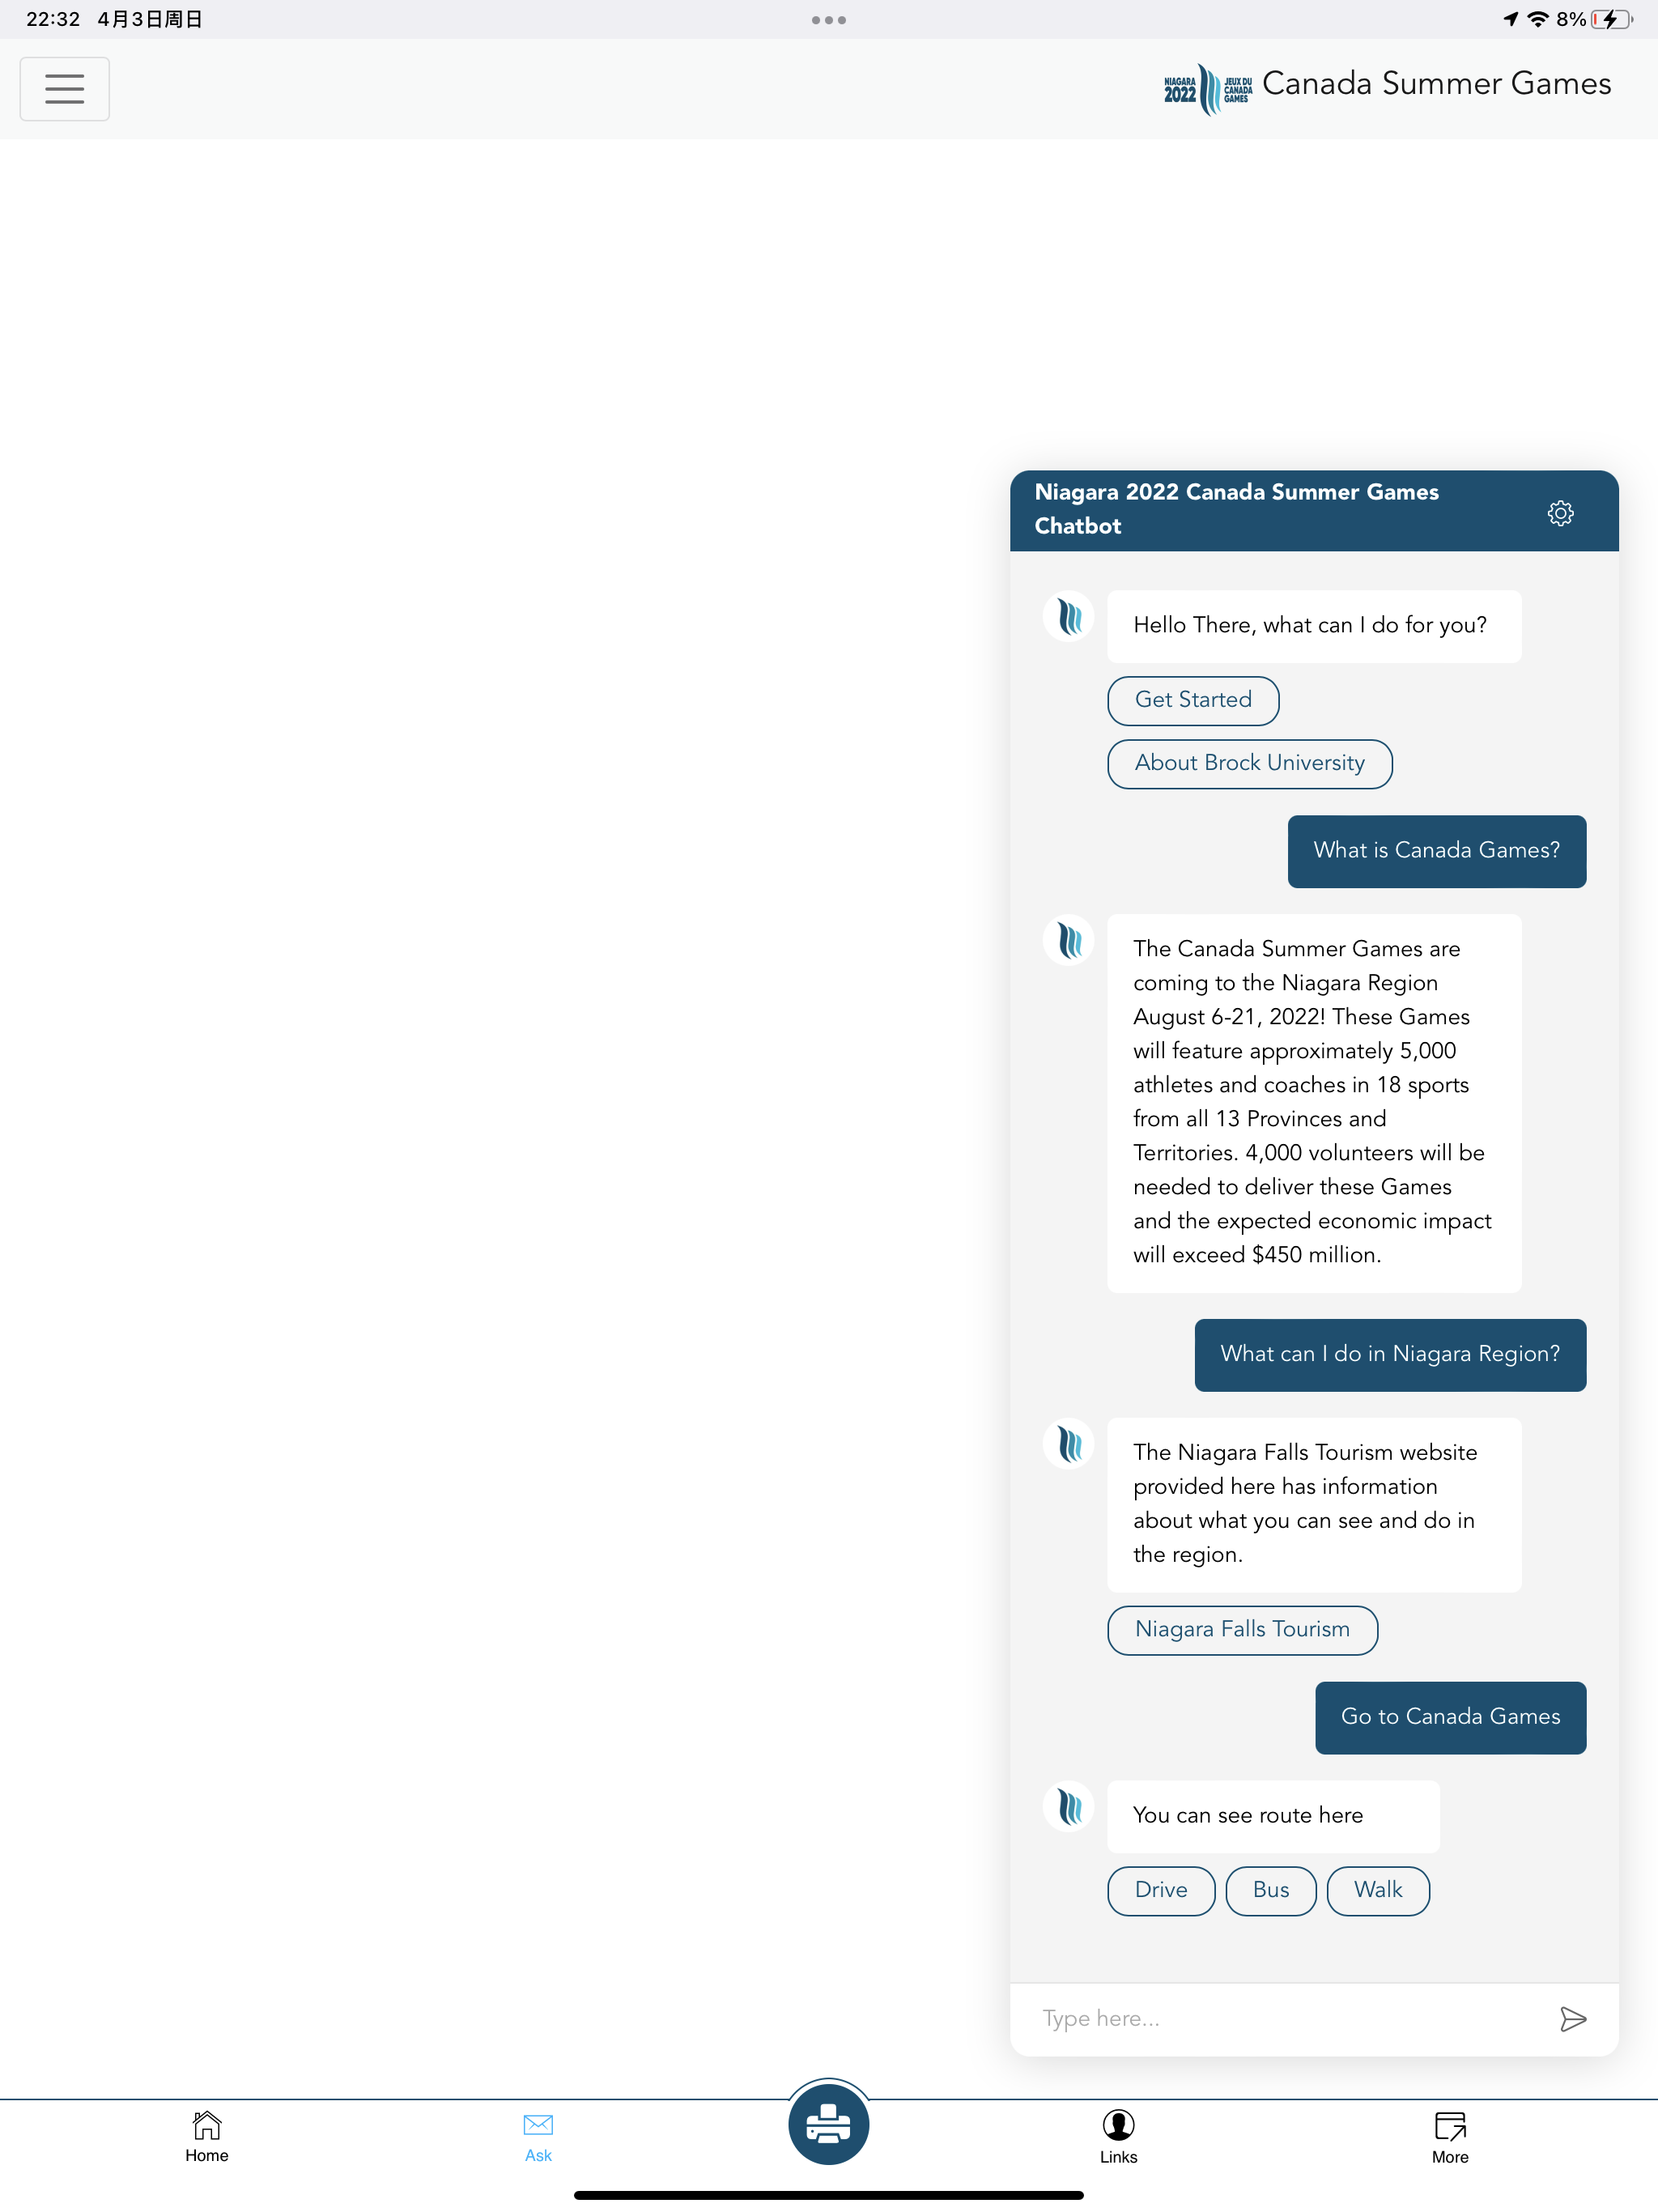 22:32 4月3日周日
8%
NIAGARA
2022
JEUX DU
CANADA
GAMES
Canada Summer Games
Niagara 2022 Canada Summer Games
Chatbot
Hello There, what can I do for you?
Get Started
About Brock University
What is Canada Games?
The Canada Summer Games are
coming to the Niagara Region
August 6-21, 2022! These Games
will feature approximately 5,000
athletes and coaches in 18 sports
from all 13 Provinces and
Territories. 4,000 volunteers will be
needed to deliver these Games
and the expected economic impact
will exceed $450 million.
What can I do in Niagara Region?
The Niagara Falls Tourism website
provided here has information
about what you can see and do in
the region.
Niagara Falls Tourism
Go to Canada Games
You can see route here
Drive Bus Walk
Type here...
Home Ask Links More